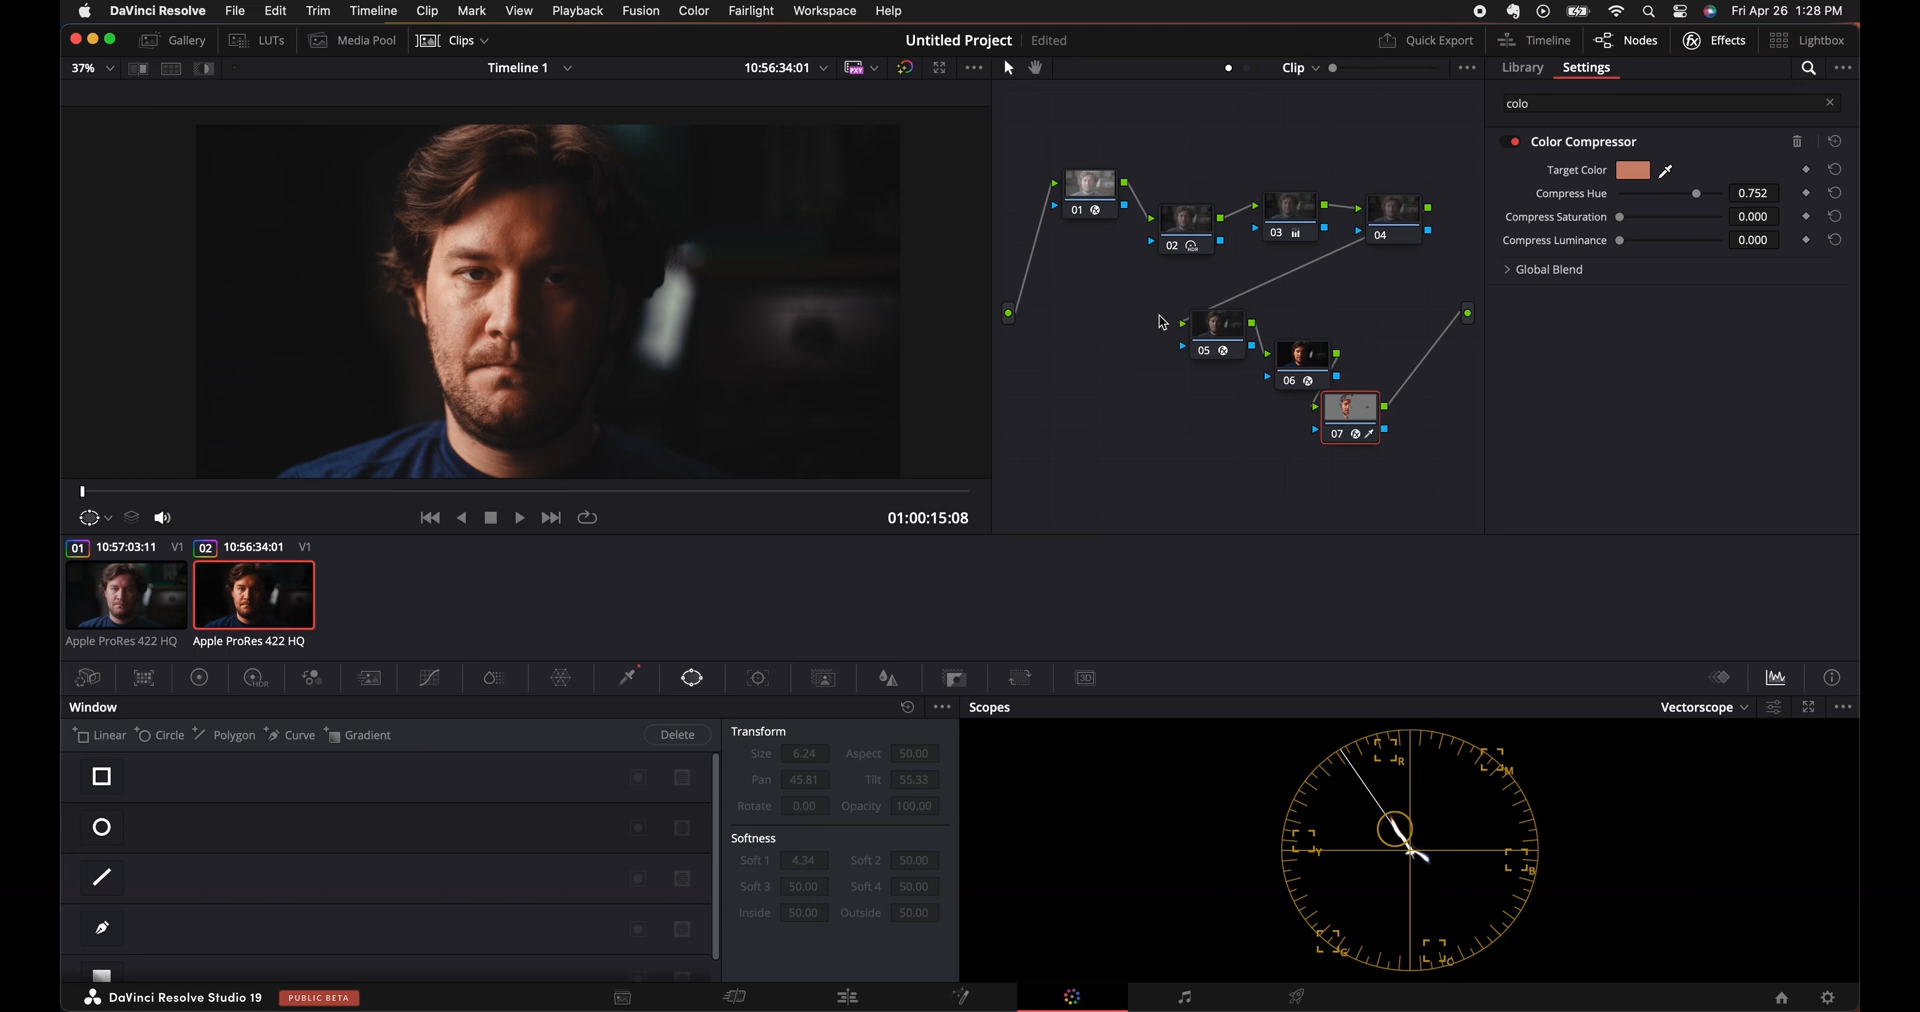 DaVinci Resolve File Edit Trim Timeline Clip Mark View Playback Fusion Color Fairlight Workspace Help Fri Apr 26 1:28 PM
Gallery LUTs Media Pool Clips Untitled Project Edited Quick Export Timeline Nodes Effects Lightbox
37% Timeline 1 10:56:34:01 PXY Clip Library Settings
colo
Color Compressor
Target Color
Compress Hue 0.752
Compress Saturation 0.000
Compress Luminance 0.000
Global Blend
01
02 HDR
03
04
05
06
07
01:00:15:08
01 10:57:03:11 V1 02 10:56:34:01 V1
Apple ProRes 422 HQ Apple ProRes 422 HQ
HDR 3D
Window Scopes Vectorscope
Linear Circle Polygon Curve Gradient Delete
Transform
Size 6.24 Aspect 50.00
Pan 45.81 Tilt 55.33
Rotate 0.00 Opacity 100.00
Softness
Soft 1 4.34 Soft 2 50.00
Soft 3 50.00 Soft 4 50.00
Inside 50.00 Outside 50.00
R
M
Y
B
G
C
DaVinci Resolve Studio 19 PUBLIC BETA